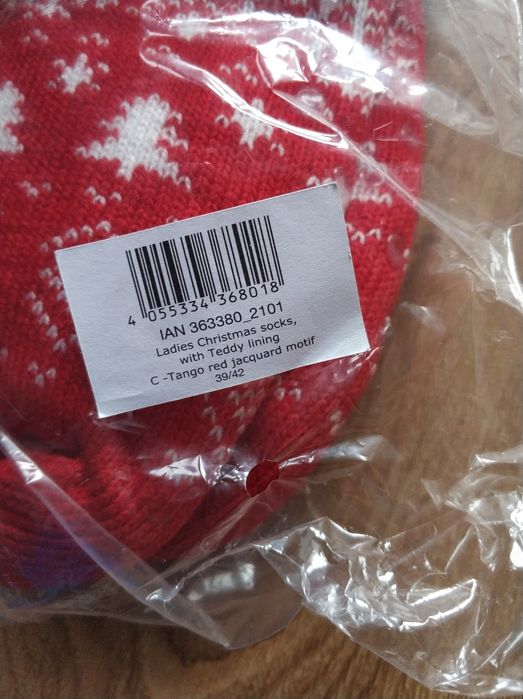 4 055334 368018
IAN 363380_2101
Ladies Christmas socks,
with Teddy lining
C -Tango red jacquard motif
39/42